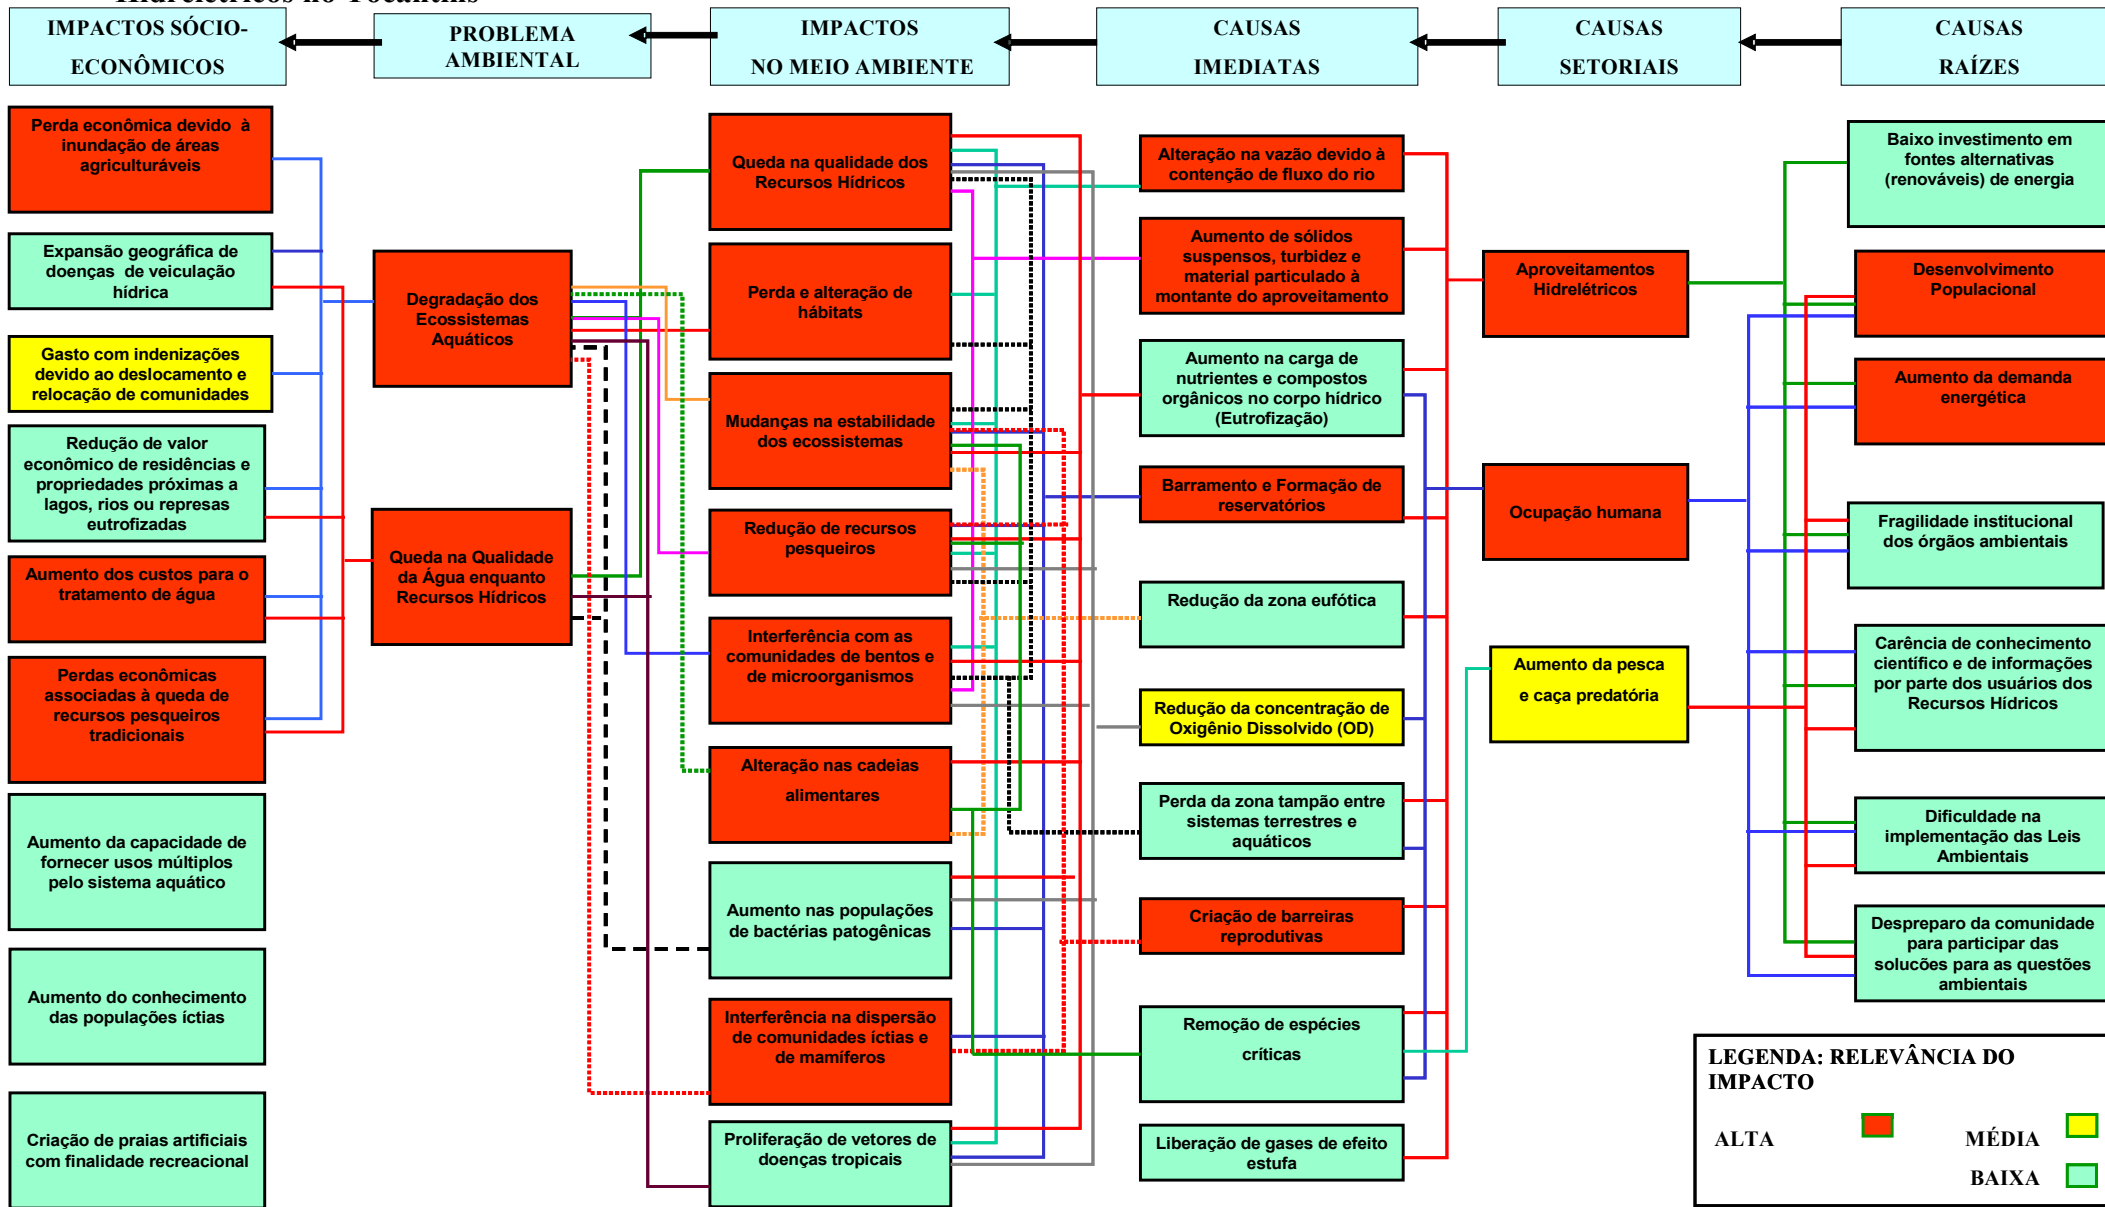 Hidrelétricos no Tocantins
IMPACTOS SÓCIO-
ECONÔMICOS
PROBLEMA
AMBIENTAL
IMPACTOS
NO MEIO AMBIENTE
CAUSAS
IMEDIATAS
CAUSAS
SETORIAIS
CAUSAS
RAÍZES
Perda econômica devido à
inundação de áreas
agriculturáveis
Expansão geográfica de
doenças de veiculação
hídrica
Gasto com indenizações
devido ao deslocamento e
relocação de comunidades
Redução de valor
econômico de residências e
propriedades próximas a
lagos, rios ou represas
eutrofizadas
Aumento dos custos para o
tratamento de água
Perdas econômicas
associadas à queda de
recursos pesqueiros
tradicionais
Aumento da capacidade de
fornecer usos múltiplos
pelo sistema aquático
Aumento do conhecimento
das populações íctias
Criação de praias artificiais
com finalidade recreacional
Degradação dos
Ecossistemas
Aquáticos
Queda na Qualidade
da Água enquanto
Recursos Hídricos
Queda na qualidade dos
Recursos Hídricos
Perda e alteração de
hábitats
Mudanças na estabilidade
dos ecossistemas
Redução de recursos
pesqueiros
Interferência com as
comunidades de bentos e
de microorganismos
Alteração nas cadeias
alimentares
Aumento nas populações
de bactérias patogênicas
Interferência na dispersão
de comunidades íctias e
de mamíferos
Proliferação de vetores de
doenças tropicais
Alteração na vazão devido à
contenção de fluxo do rio
Aumento de sólidos
suspensos, turbidez e
material particulado à
montante do aproveitamento
Aumento na carga de
nutrientes e compostos
orgânicos no corpo hídrico
(Eutrofização)
Barramento e Formação de
reservatórios
Redução da zona eufótica
Redução da concentração de
Oxigênio Dissolvido (OD)
Perda da zona tampão entre
sistemas terrestres e
aquáticos
Criação de barreiras
reprodutivas
Remoção de espécies
críticas
Liberação de gases de efeito
estufa
Aproveitamentos
Hidrelétricos
Ocupação humana
Aumento da pesca
e caça predatória
Baixo investimento em
fontes alternativas
(renováveis) de energia
Desenvolvimento
Populacional
Aumento da demanda
energética
Fragilidade institucional
dos órgãos ambientais
Carência de conhecimento
científico e de informações
por parte dos usuários dos
Recursos Hídricos
Dificuldade na
implementação das Leis
Ambientais
Despreparo da comunidade
para participar das
solucões para as questões
ambientais
LEGENDA: RELEVÂNCIA DO
IMPACTO
ALTA
MÉDIA
BAIXA